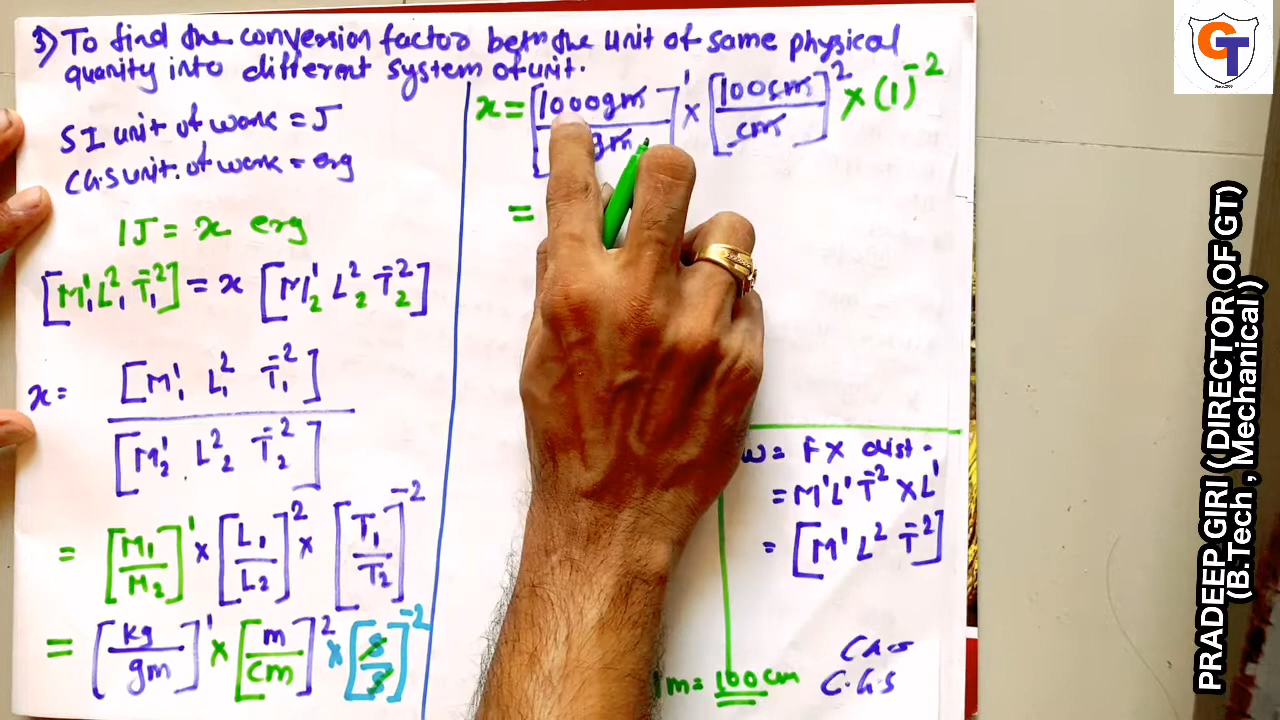 3) To find the conversion factor betn the unit of same physical
quanity into different system of unit.
SI unit of work = J
CGS unit. of work = erg
1J = x erg
[M₁¹ L₁² T₁⁻²] = x [M₂¹ L₂² T₂⁻²]
x = [M₁¹ L₁² T₁⁻²]
[M₂¹ L₂² T₂⁻²]
= [M₁/M₂]¹ × [L₁/L₂]² × [T₁/T₂]⁻²
= [kg/gm]¹ × [m/cm]² × [s/s]⁻²
x = [1000gm/gm]¹ × [100cm/cm]² × (1)⁻²
=
W = F × dist.
= M¹L¹T⁻² × L¹
= [M¹ L² T⁻²]
1m = 100cm
C.G.S
GT
PRADEEP GIRI ( DIRECTOR OF GT)
(B.Tech , Mechanical )